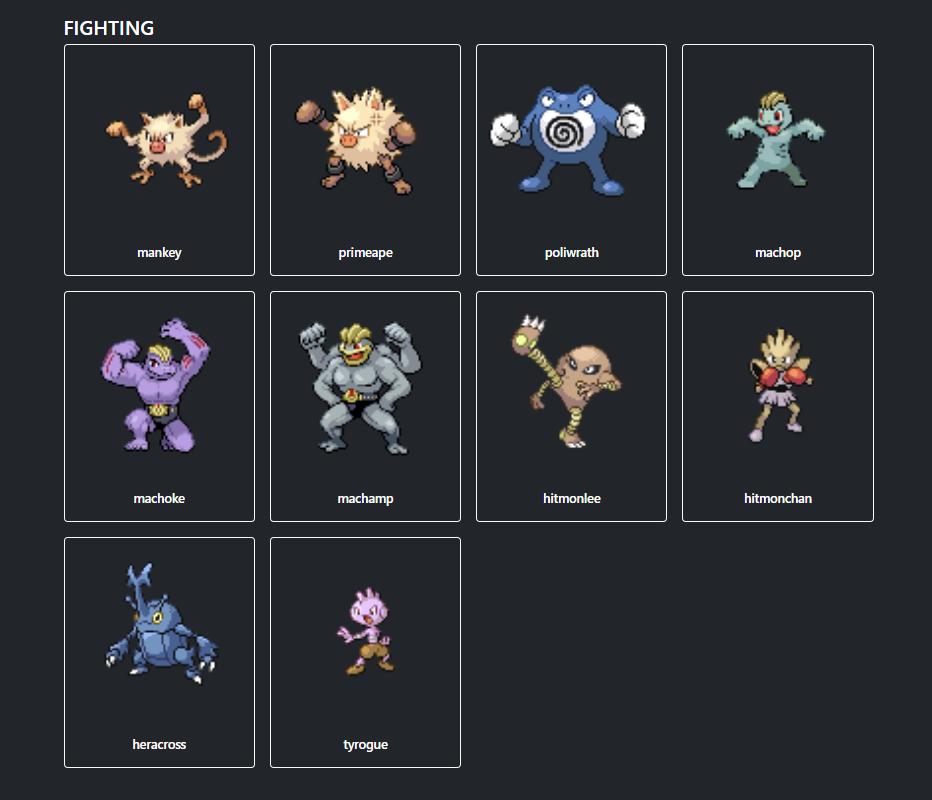 FIGHTING
mankey
primeape
poliwrath
machop
machoke
machamp
hitmonlee
hitmonchan
heracross
tyrogue